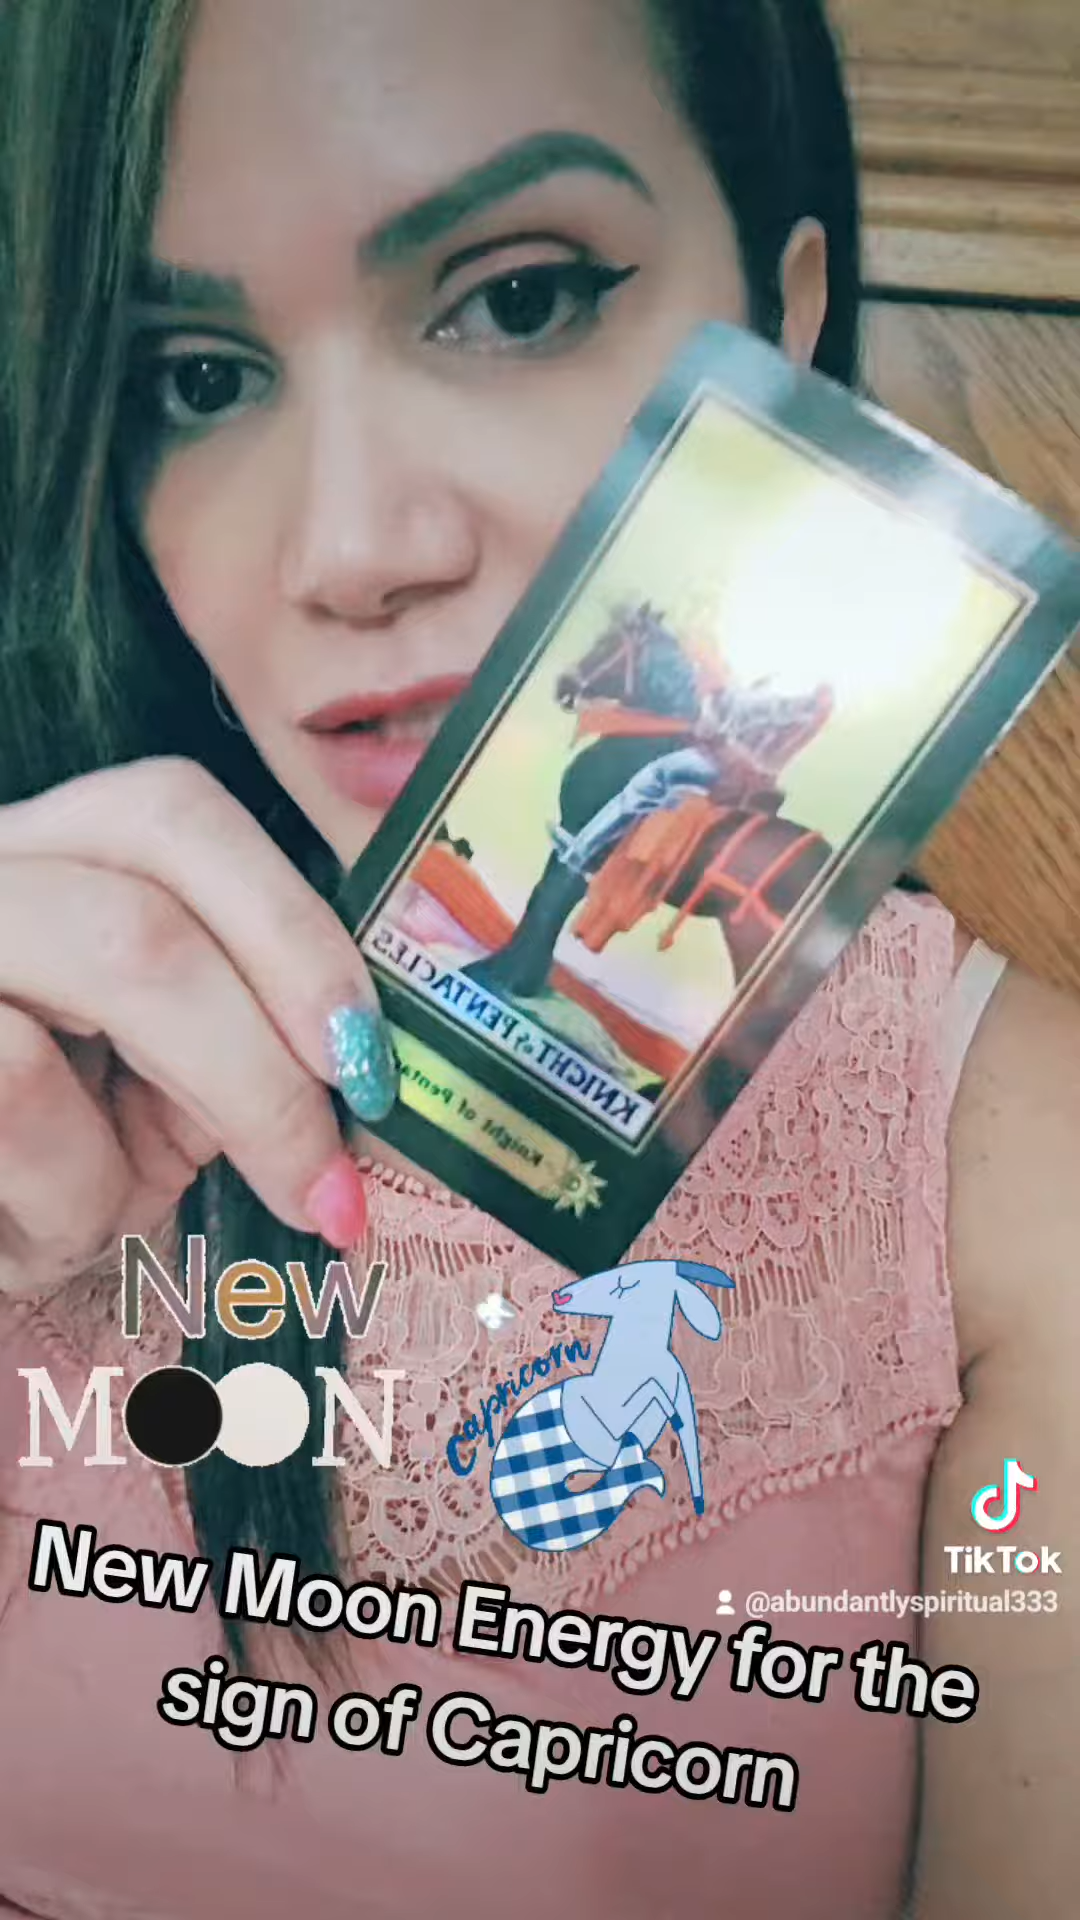 KNIGHT of PENTACLES
Knight of Penta
New
MOON
capricorn
TikTok
@abundantlyspiritual333
New Moon Energy for the
sign of Capricorn